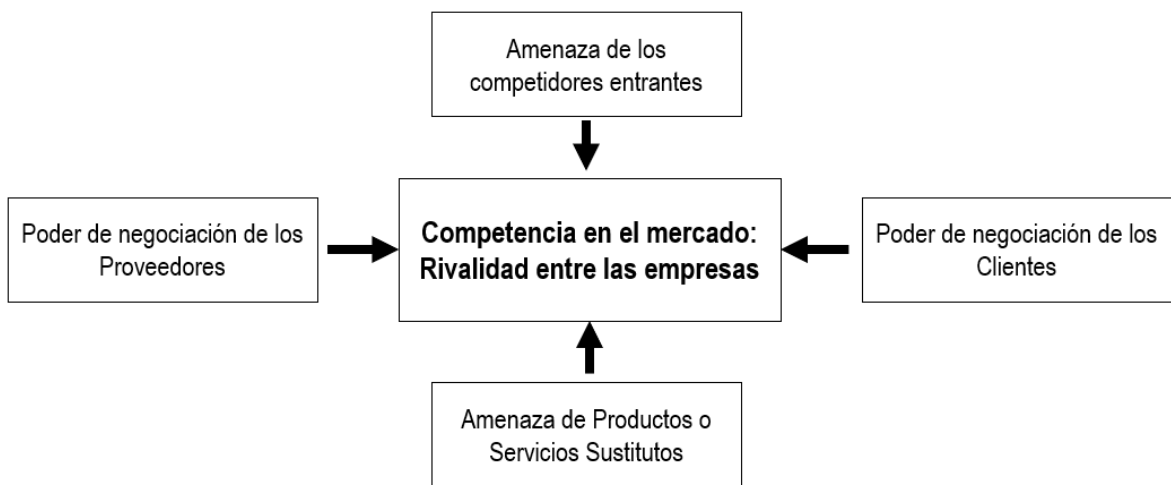 Amenaza de los
competidores entrantes
Poder de negociación de los
Proveedores
Competencia en el mercado:
Rivalidad entre las empresas
Poder de negociación de los
Clientes
Amenaza de Productos o
Servicios Sustitutos